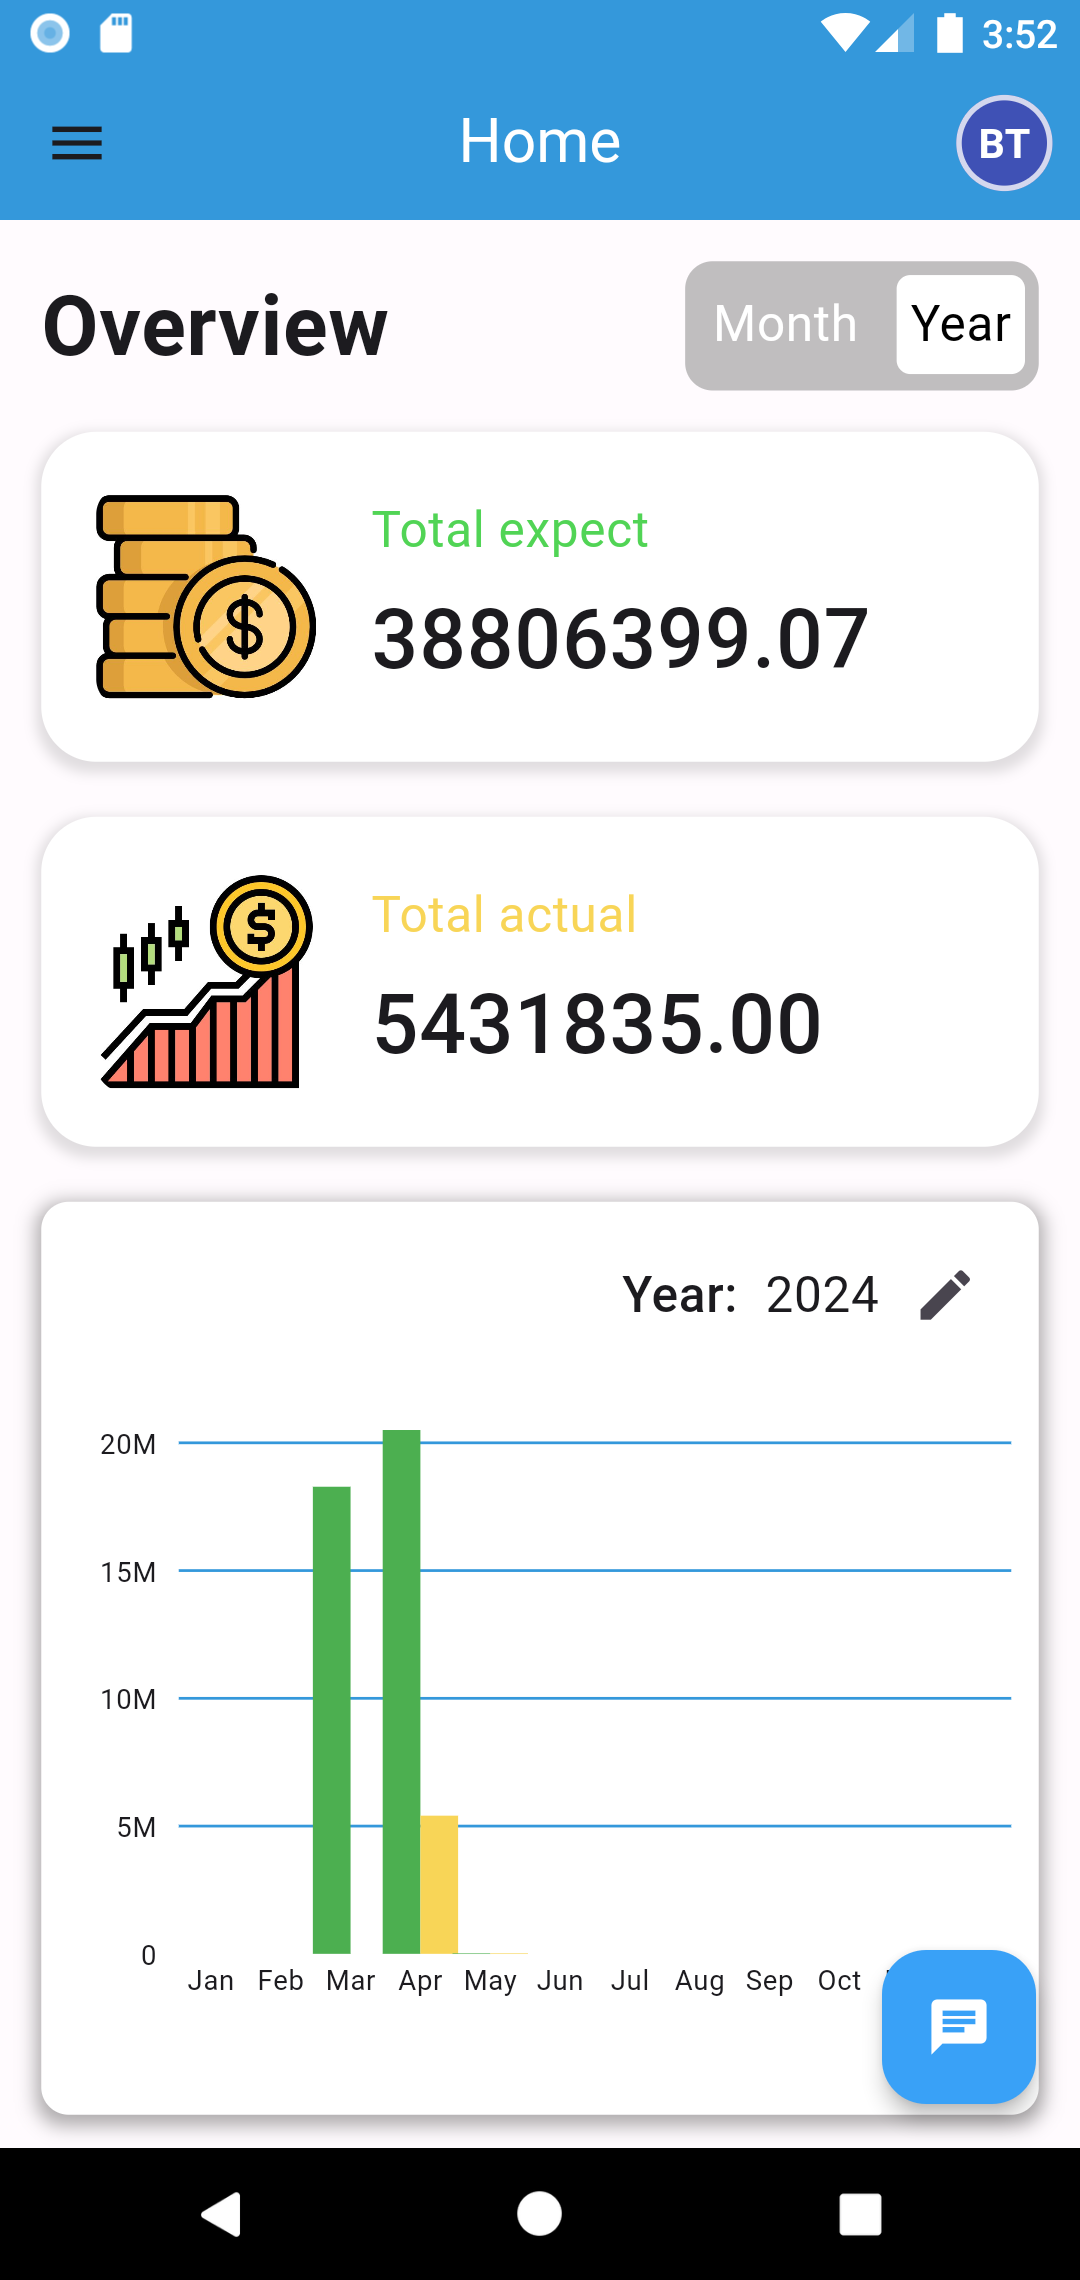 3:52
Home
BT
Overview
Month Year
Total expect
38806399.07
Total actual
5431835.00
Year: 2024
20M
15M
10M
5M
0
Jan Feb Mar Apr May Jun Jul Aug Sep Oct